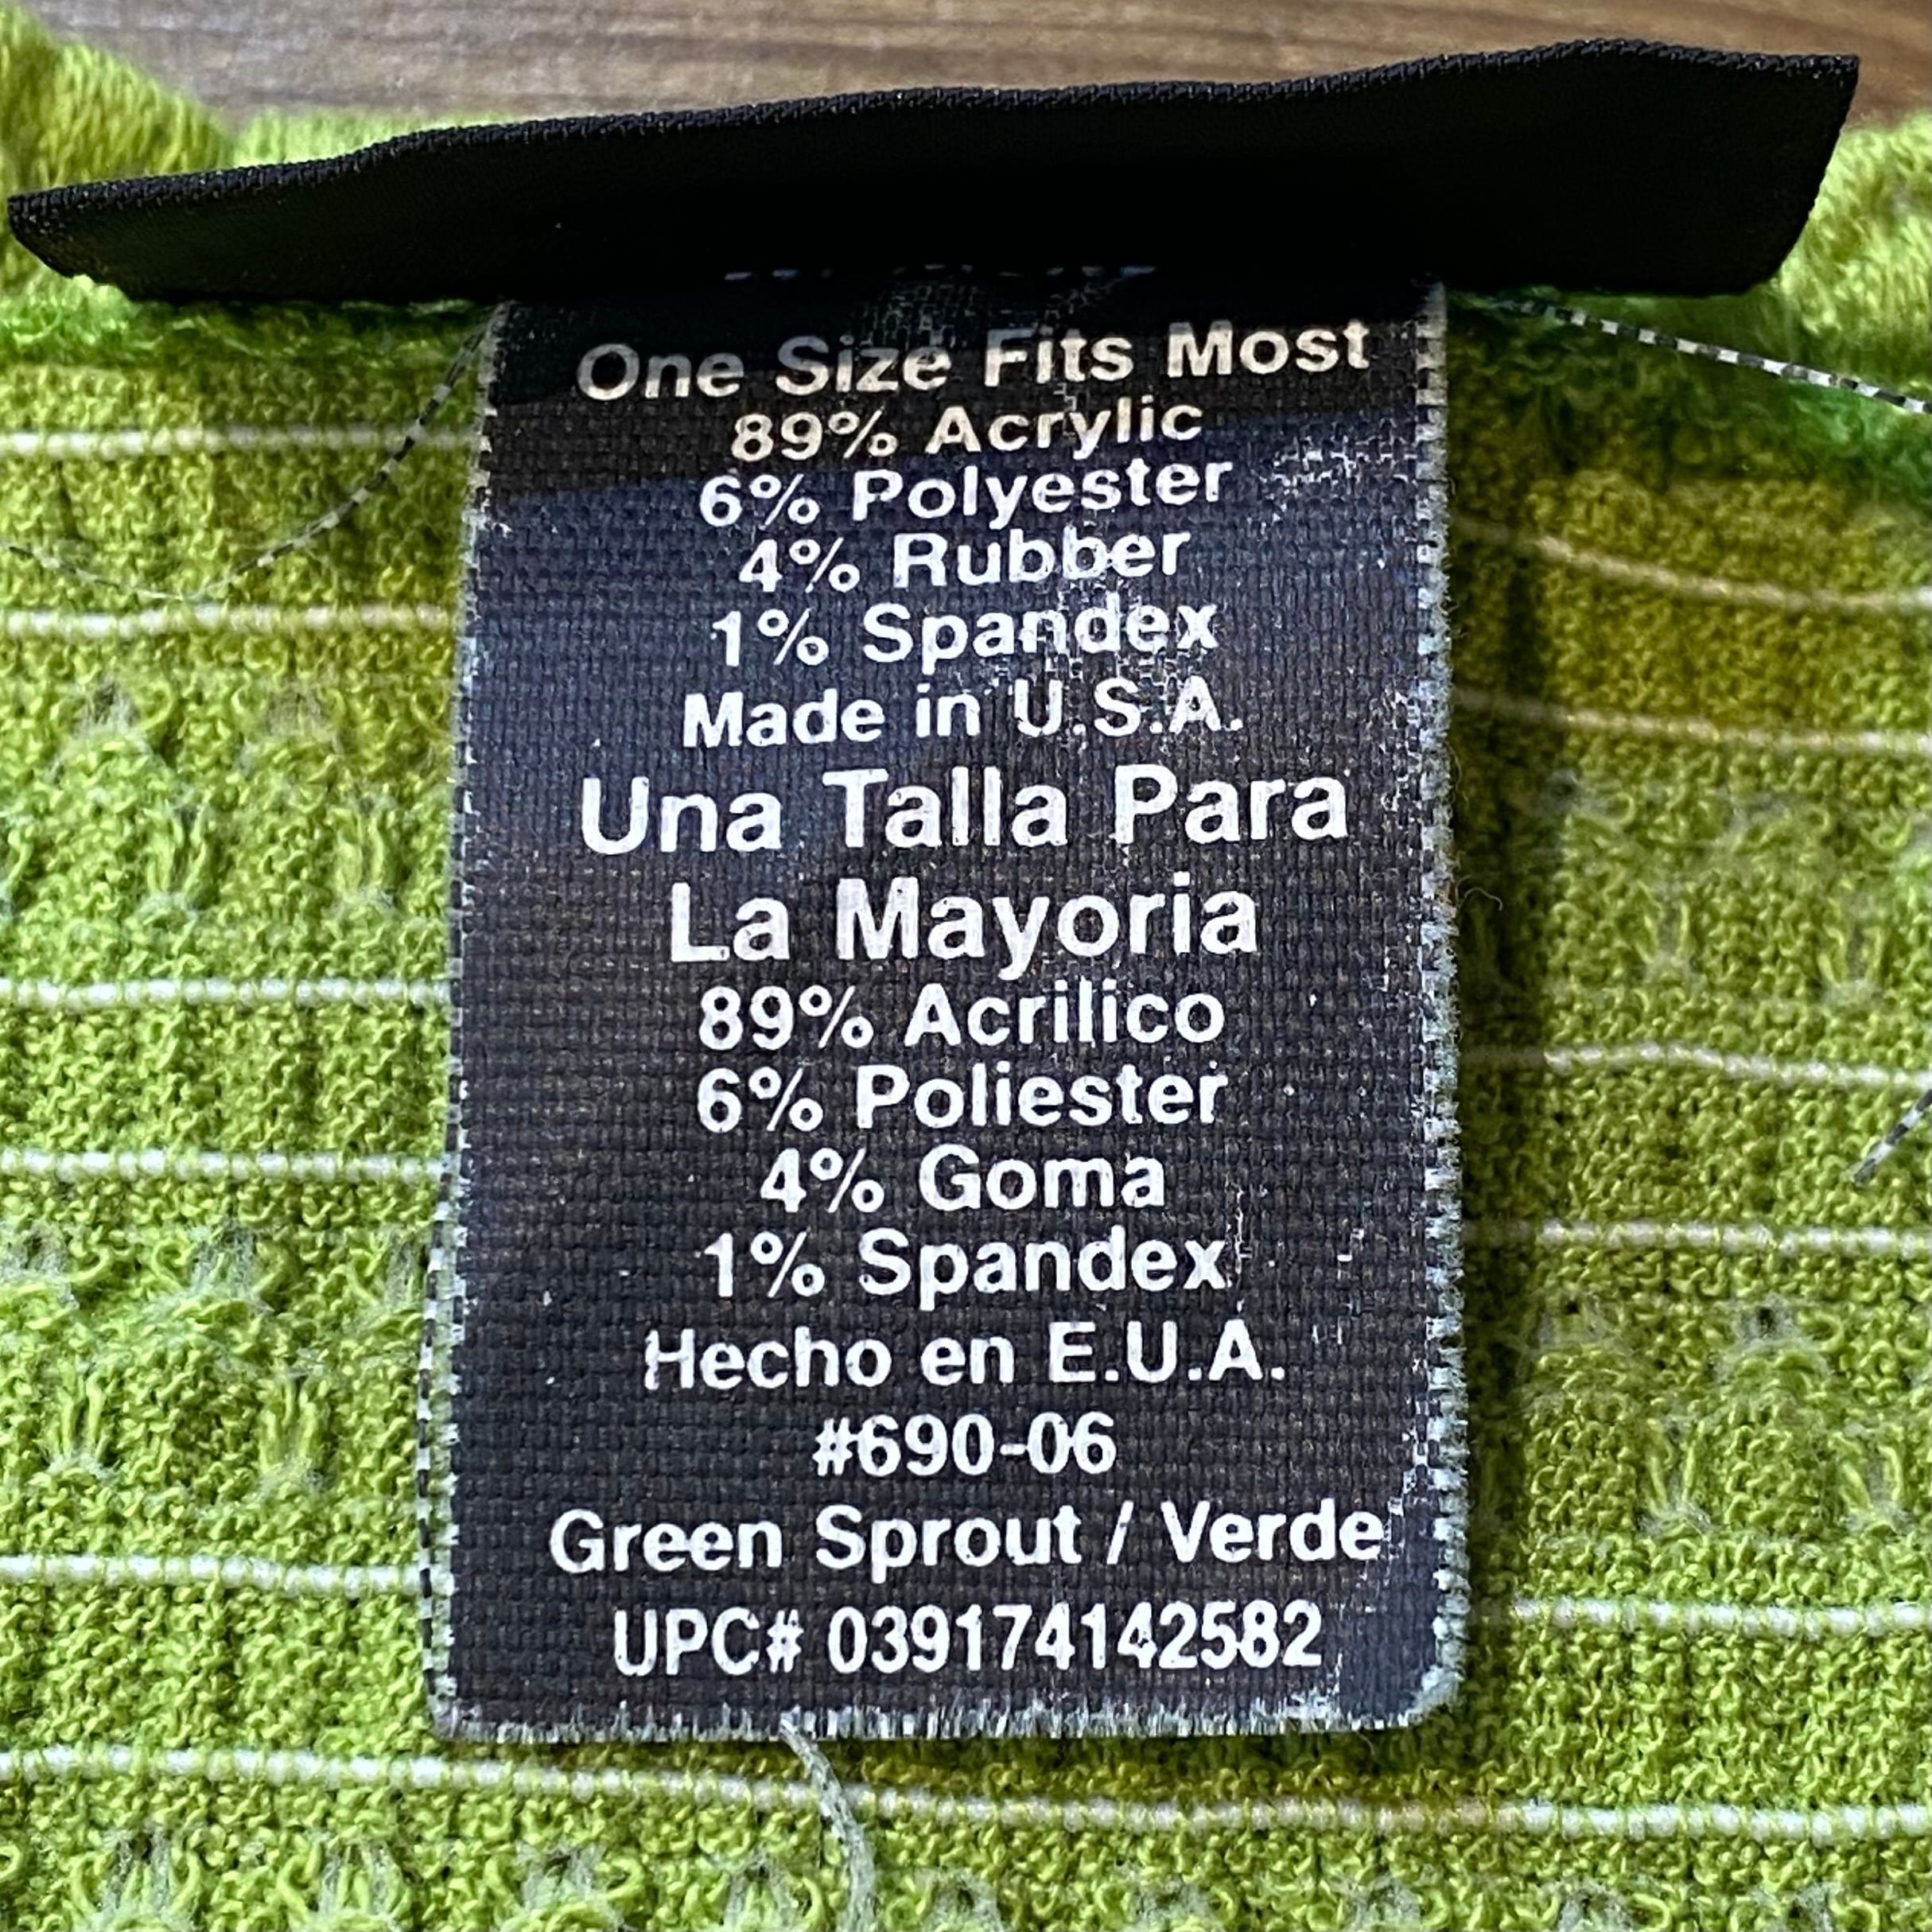 One Size Fits Most
89% Acrylic
6% Polyester
4% Rubber
1% Spandex
Made in U.S.A.
Una Talla Para
La Mayoria
89% Acrilico
6% Poliester
4% Goma
1% Spandex
Hecho en E.U.A.
#690-06
Green Sprout / Verde
UPC# 039174142582